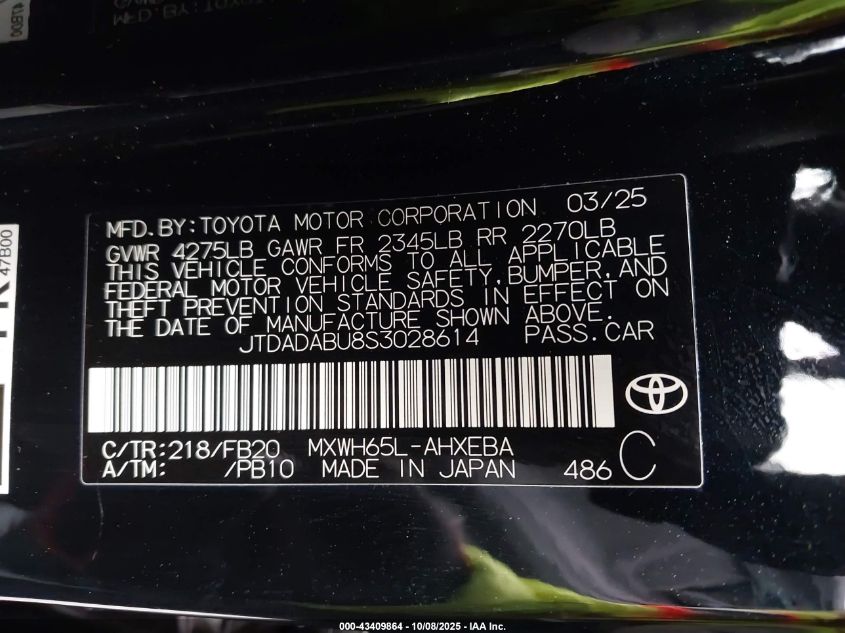 MFD.BY:TOYOTA MOTOR CORPORATION 03/25
GVWR 4275LB GAWR FR 2345LB RR 2270LB
THIS VEHICLE CONFORMS TO ALL APPLICABLE
FEDERAL MOTOR VEHICLE SAFETY,BUMPER,AND
THEFT PREVENTION STANDARDS IN EFFECT ON
THE DATE OF MANUFACTURE SHOWN ABOVE.
JTDADABU8S3028614 PASS.CAR
C/TR:218/FB20 MXWH65L-AHXEBA
A/TM: /PB10 MADE IN JAPAN 486 C
47B00
000-43409864 - 10/08/2025 - IAA Inc.